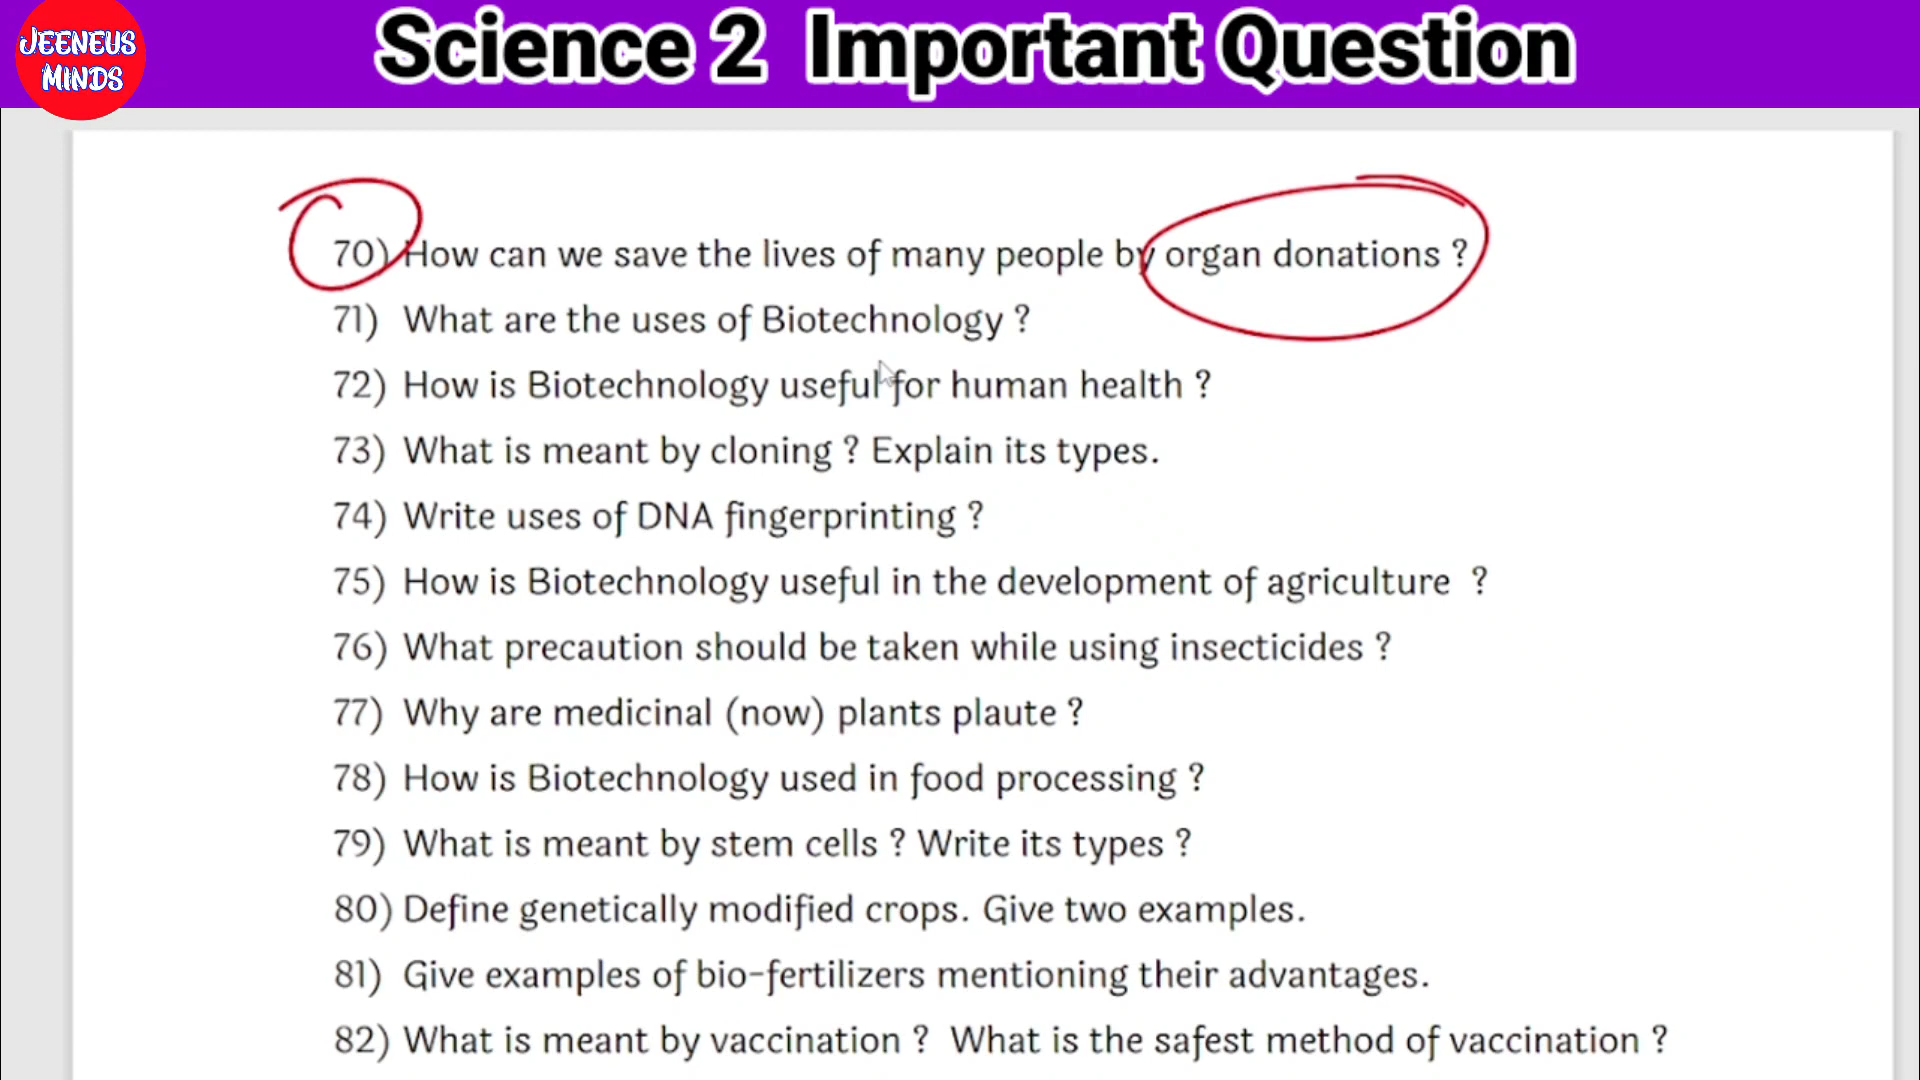 JEENEUS
MINDS
Science 2 Important Question
70) How can we save the lives of many people by organ donations ?
71) What are the uses of Biotechnology ?
72) How is Biotechnology useful for human health ?
73) What is meant by cloning ? Explain its types.
74) Write uses of DNA fingerprinting ?
75) How is Biotechnology useful in the development of agriculture ?
76) What precaution should be taken while using insecticides ?
77) Why are medicinal (now) plants plaute ?
78) How is Biotechnology used in food processing ?
79) What is meant by stem cells ? Write its types ?
80) Define genetically modified crops. Give two examples.
81) Give examples of bio-fertilizers mentioning their advantages.
82) What is meant by vaccination ? What is the safest method of vaccination ?